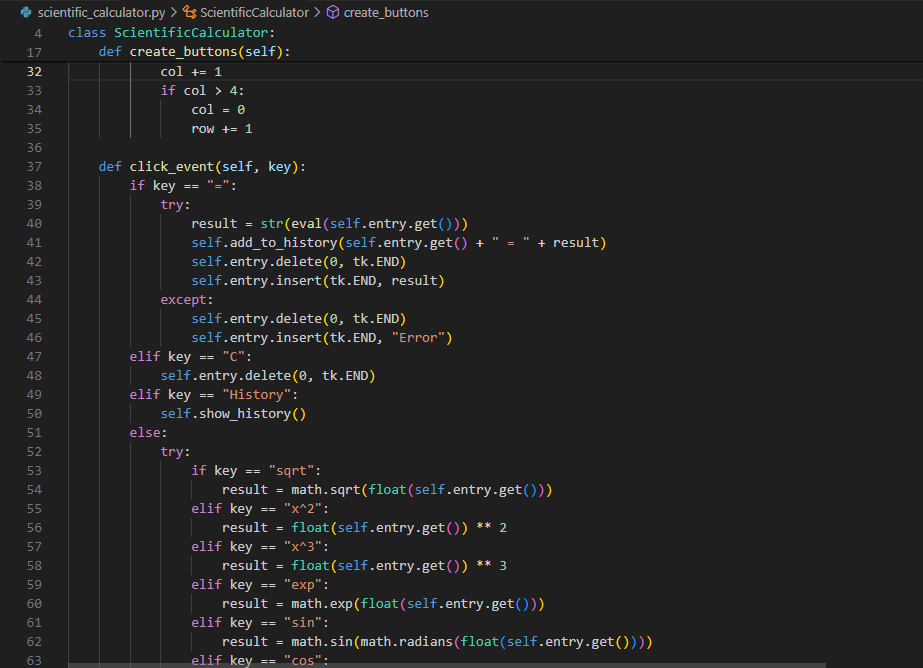 scientific_calculator.py > ScientificCalculator > create_buttons
4 class ScientificCalculator:
17     def create_buttons(self):
32             col += 1
33             if col > 4:
34                 col = 0
35                 row += 1
36
37     def click_event(self, key):
38         if key == "=":
39             try:
40                 result = str(eval(self.entry.get()))
41                 self.add_to_history(self.entry.get() + " = " + result)
42                 self.entry.delete(0, tk.END)
43                 self.entry.insert(tk.END, result)
44             except:
45                 self.entry.delete(0, tk.END)
46                 self.entry.insert(tk.END, "Error")
47         elif key == "C":
48             self.entry.delete(0, tk.END)
49         elif key == "History":
50             self.show_history()
51         else:
52             try:
53                 if key == "sqrt":
54                     result = math.sqrt(float(self.entry.get()))
55                 elif key == "x^2":
56                     result = float(self.entry.get()) ** 2
57                 elif key == "x^3":
58                     result = float(self.entry.get()) ** 3
59                 elif key == "exp":
60                     result = math.exp(float(self.entry.get()))
61                 elif key == "sin":
62                     result = math.sin(math.radians(float(self.entry.get())))
63                 elif key == "cos":